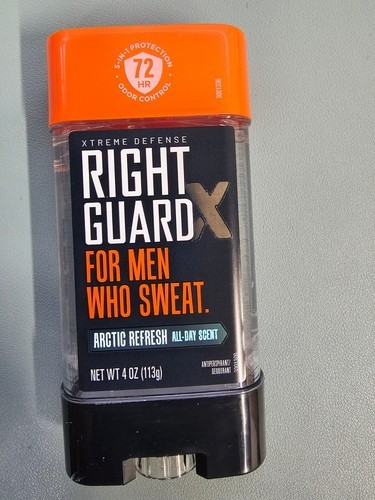 5-IN-1 PROTECTION
72
HR
ODOR CONTROL
XTREME DEFENSE
RIGHT
GUARD X
FOR MEN
WHO SWEAT.
ARCTIC REFRESH ALL-DAY SCENT
NET WT 4 OZ (113g)
ANTIPERSPIRANT/
DEODORANT